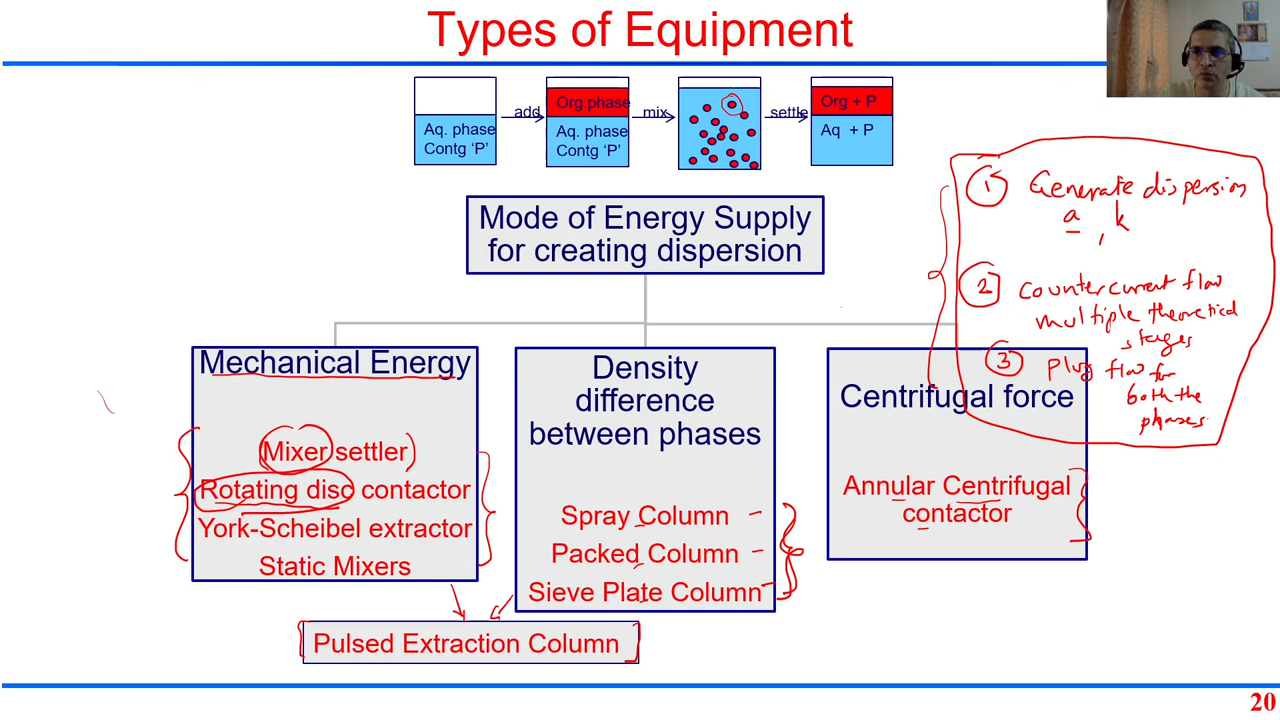 Types of Equipment
Aq. phase
Contg 'P'
add
Org.phase
Aq. phase
Contg 'P'
mix
settle
Org + P
Aq + P
Mode of Energy Supply
for creating dispersion
Mechanical Energy
Mixer settler
Rotating disc contactor
York-Scheibel extractor
Static Mixers
Density
difference
between phases
Spray Column
Packed Column
Sieve Plate Column
Centrifugal force
Annular Centrifugal
contactor
Pulsed Extraction Column
1 Generate dispersion
a , k
2 Countercurrent flow
multiple theoretical
stages
3 Plug flow for
both the
phases.
20